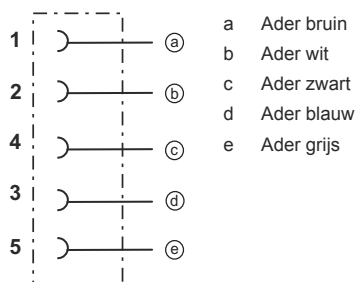 1 a
2 b
4 c
3 d
5 e
a Ader bruin
b Ader wit
c Ader zwart
d Ader blauw
e Ader grijs